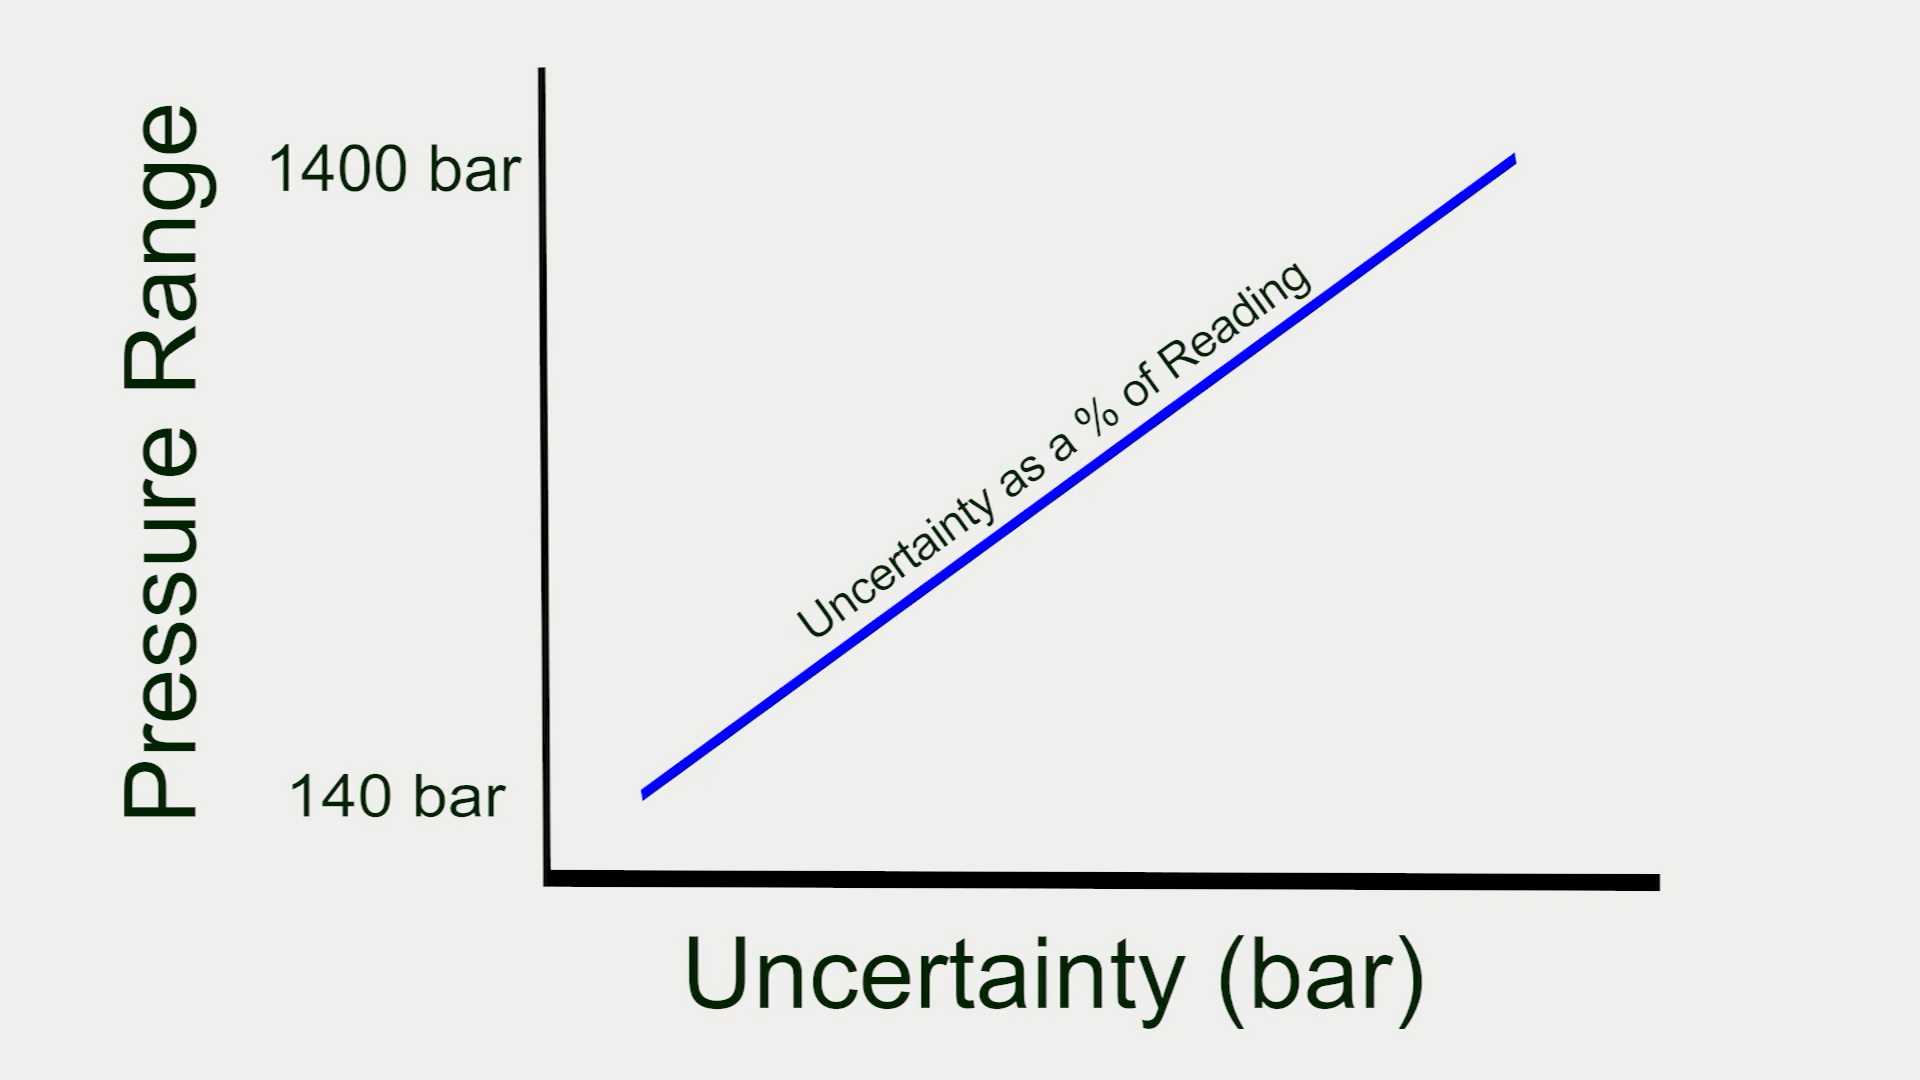 Pressure Range
1400 bar
Uncertainty as a % of Reading
140 bar
Uncertainty (bar)